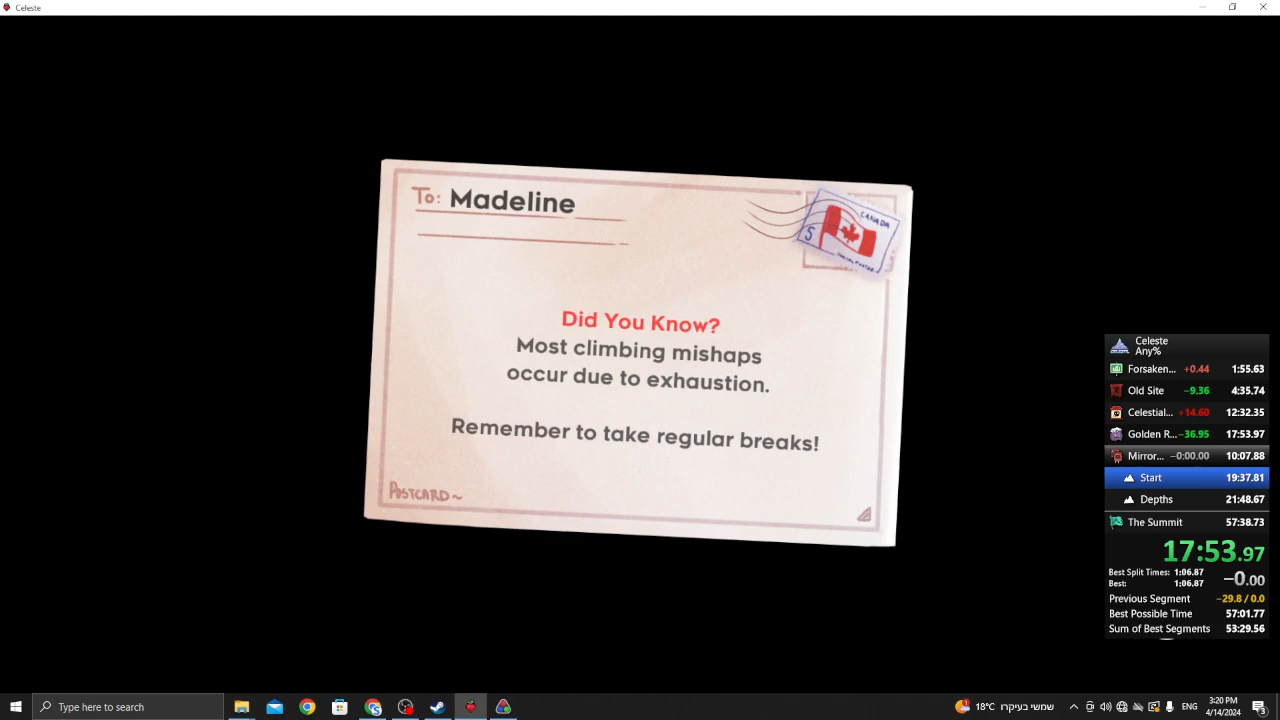 Celeste
To: Madeline
CANADA
5
Did You Know?
Most climbing mishaps
occur due to exhaustion.
Remember to take regular breaks!
POSTCARD~
Celeste
Any%
Forsaken... +0.44 1:55.63
Old Site −9.36 4:35.74
Celestial... +14.60 12:32.35
Golden R... −36.95 17:53.97
Mirror... −0:00.00 10:07.88
Start 19:37.81
Depths 21:48.67
The Summit 57:38.73
17:53.97
Best Split Times: 1:06.87
Best: 1:06.87
−0.00
Previous Segment −29.8 / 0.0
Best Possible Time 57:01.77
Sum of Best Segments 53:29.56
Type here to search
1
18°C
שמשי בעיקרו
ENG
3:20 PM
4/14/2024
3